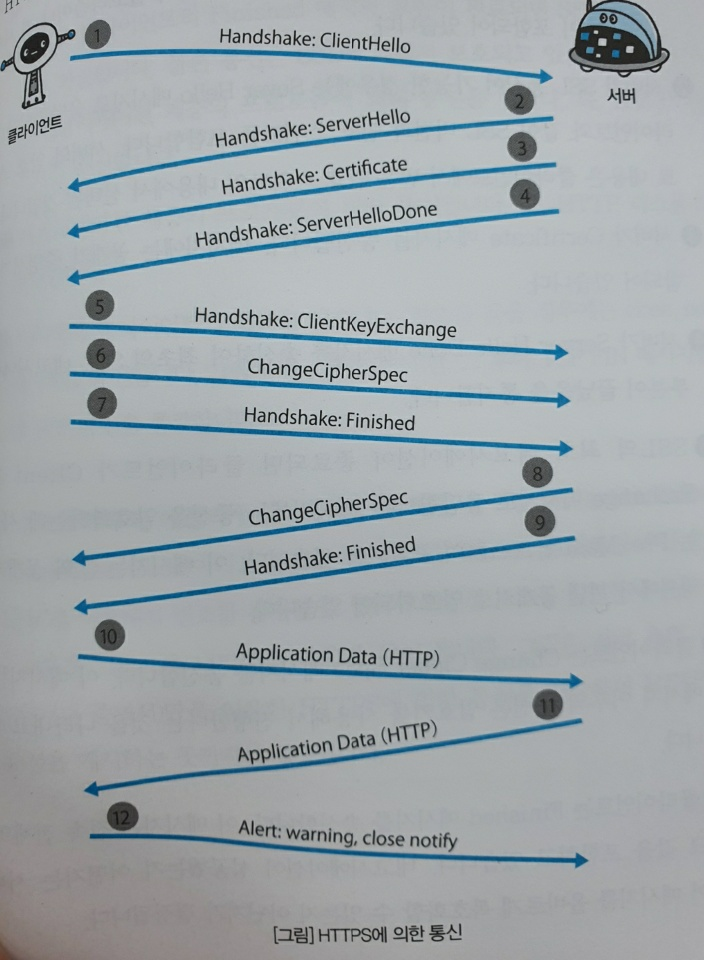 1
Handshake: ClientHello
클라이언트
서버
2
Handshake: ServerHello
3
Handshake: Certificate
4
Handshake: ServerHelloDone
5
Handshake: ClientKeyExchange
6
ChangeCipherSpec
7
Handshake: Finished
8
ChangeCipherSpec
9
Handshake: Finished
10
Application Data (HTTP)
11
Application Data (HTTP)
12
Alert: warning, close notify
[그림] HTTPS에 의한 통신